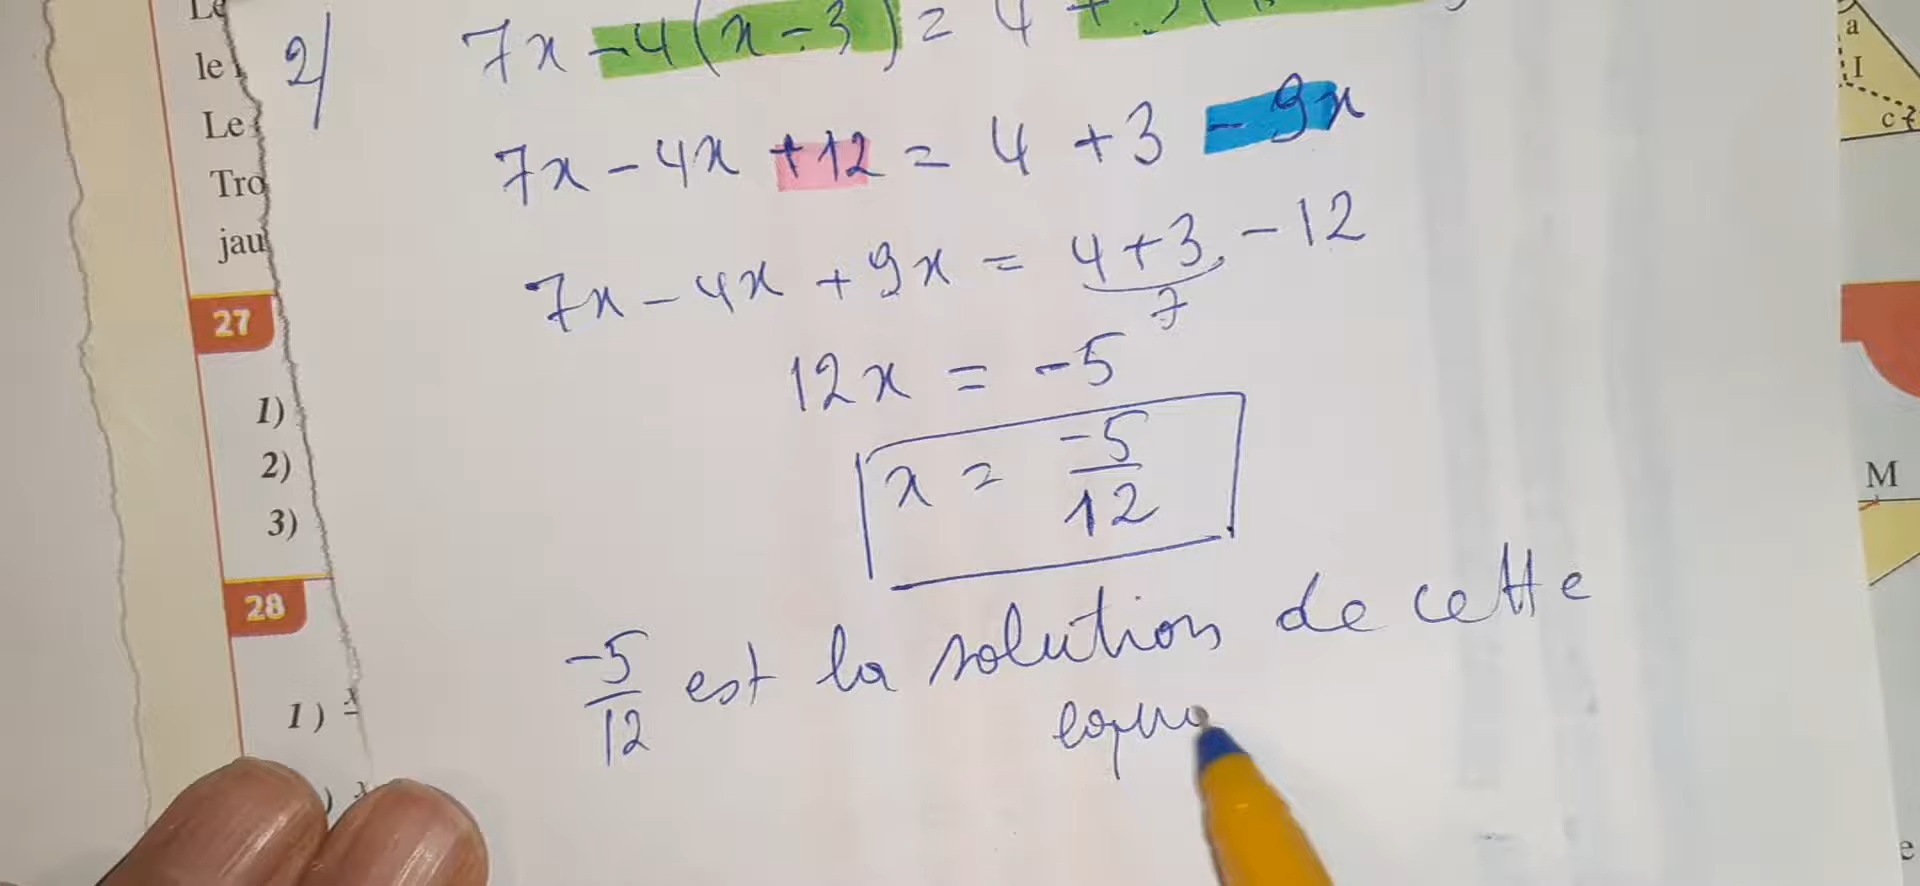 Le
le
Le
Tro
jau
27
1)
2)
3)
28
1) x
2/ 7x - 4(x - 3) = 4 +
7x - 4x + 12 = 4 + 3 - 9x
7x - 4x + 9x = 4 + 3 - 12
7
12x = -5
x = -5/12
-5/12 est la solution de cette
equa
a
I
c
M
e